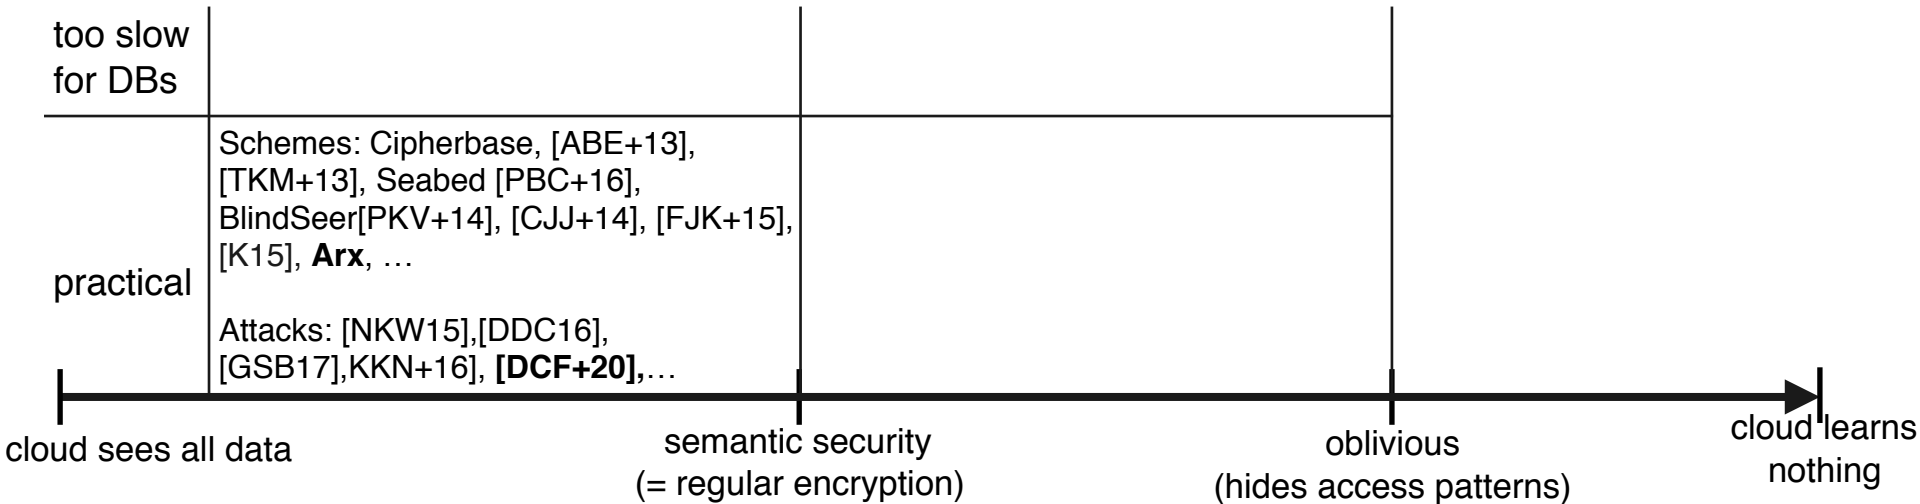 too slow
for DBs
Schemes: Cipherbase, [ABE+13],
[TKM+13], Seabed [PBC+16],
BlindSeer[PKV+14], [CJJ+14], [FJK+15],
[K15], Arx, …
practical
Attacks: [NKW15],[DDC16],
[GSB17],KKN+16], [DCF+20],…
cloud sees all data
semantic security
(= regular encryption)
oblivious
(hides access patterns)
cloud learns
nothing